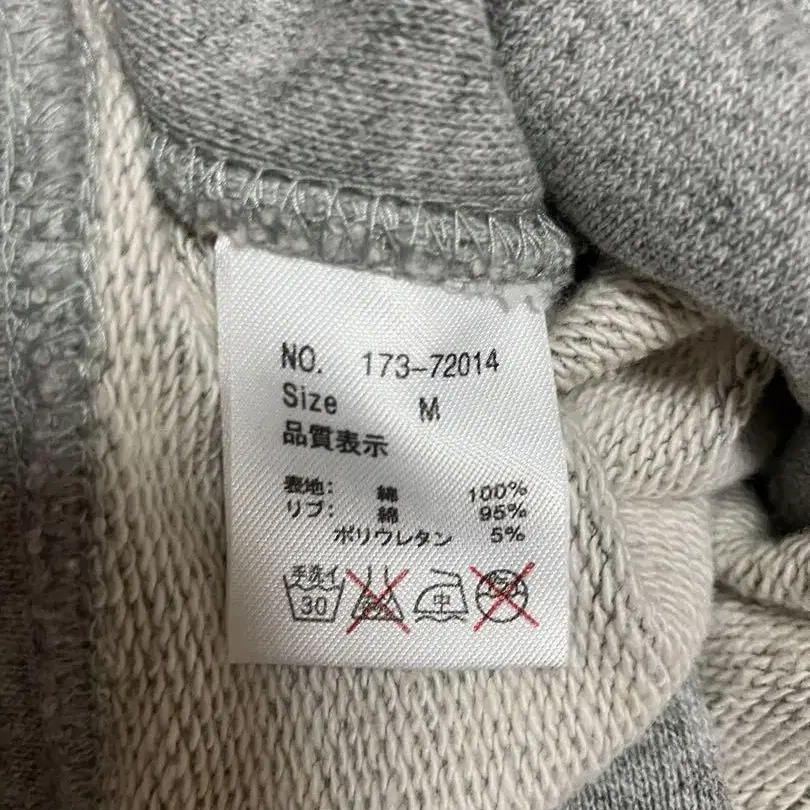 NO. 173-72014
Size M
品質表示
表地: 綿 100%
リブ: 綿 95%
ポリウレタン 5%
手洗イ
30 中